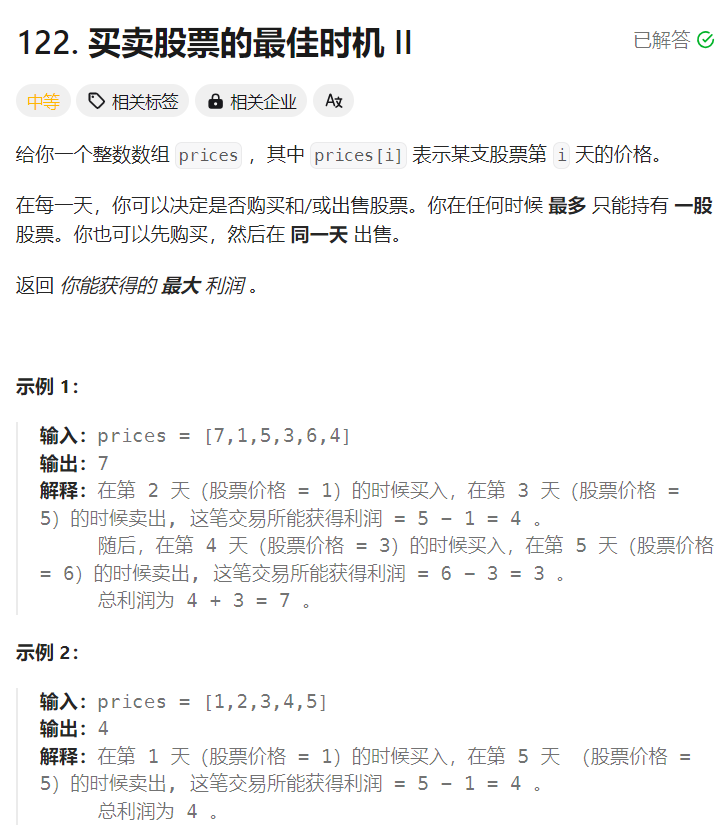 122. 买卖股票的最佳时机 II
已解答
中等 相关标签 相关企业 Aあ
给你一个整数数组 prices ，其中 prices[i] 表示某支股票第 i 天的价格。
在每一天，你可以决定是否购买和/或出售股票。你在任何时候 最多 只能持有 一股
股票。你也可以先购买，然后在 同一天 出售。
返回 你能获得的 最大 利润 。
示例 1：
输入：prices = [7,1,5,3,6,4]
输出：7
解释：在第 2 天（股票价格 = 1）的时候买入，在第 3 天（股票价格 =
5）的时候卖出, 这笔交易所能获得利润 = 5 - 1 = 4 。
随后，在第 4 天（股票价格 = 3）的时候买入，在第 5 天（股票价格
= 6）的时候卖出, 这笔交易所能获得利润 = 6 - 3 = 3 。
总利润为 4 + 3 = 7 。
示例 2：
输入：prices = [1,2,3,4,5]
输出：4
解释：在第 1 天（股票价格 = 1）的时候买入，在第 5 天 （股票价格 =
5）的时候卖出, 这笔交易所能获得利润 = 5 - 1 = 4 。
总利润为 4 。